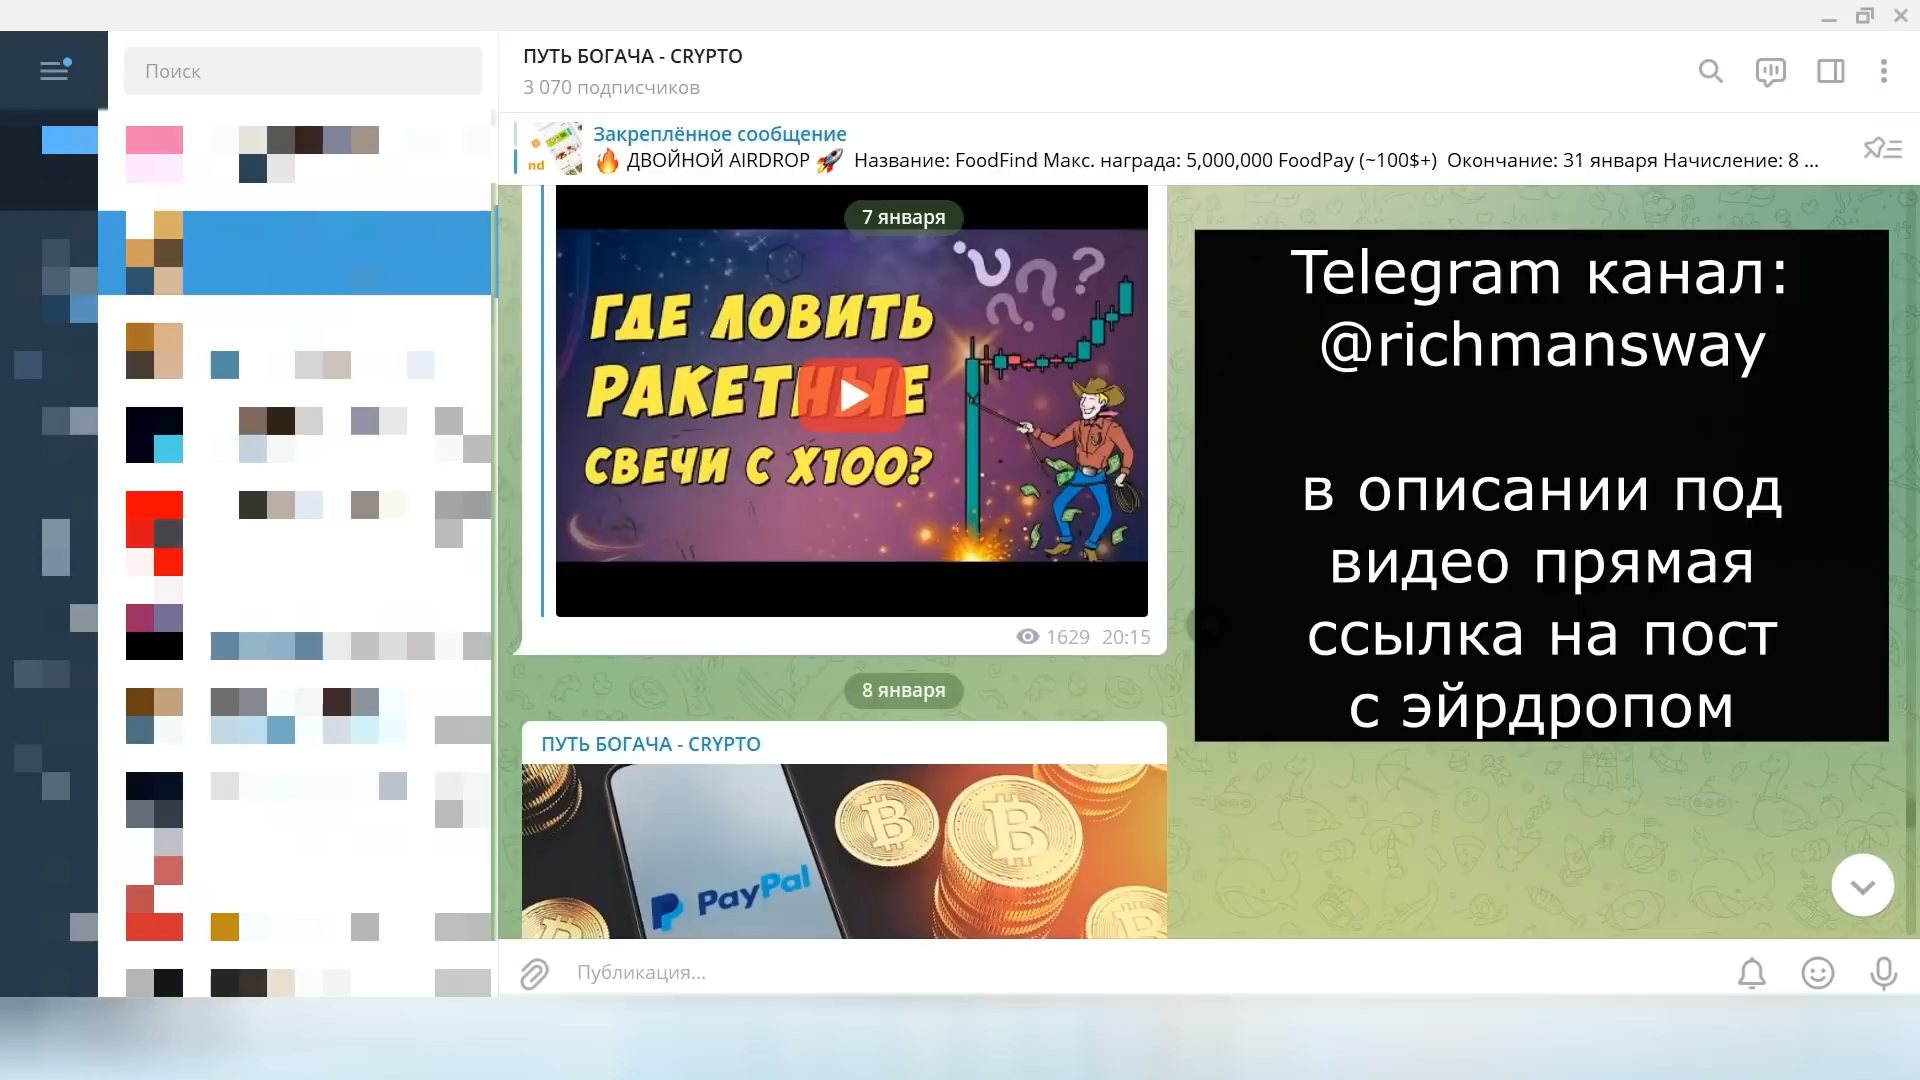 Поиск
ПУТЬ БОГАЧА - CRYPTO
3 070 подписчиков
nd
Закреплённое сообщение
🔥 ДВОЙНОЙ AIRDROP 🚀 Название: FoodFind Макс. награда: 5,000,000 FoodPay (~100$+) Окончание: 31 января Начисление: 8 ...
7 января
ГДЕ ЛОВИТЬ
РАКЕТНЫЕ
СВЕЧИ С Х100?
1629 20:15
8 января
ПУТЬ БОГАЧА - CRYPTO
PayPal
Публикация...
Telegram канал:
@richmansway
в описании под
видео прямая
ссылка на пост
с эйрдропом